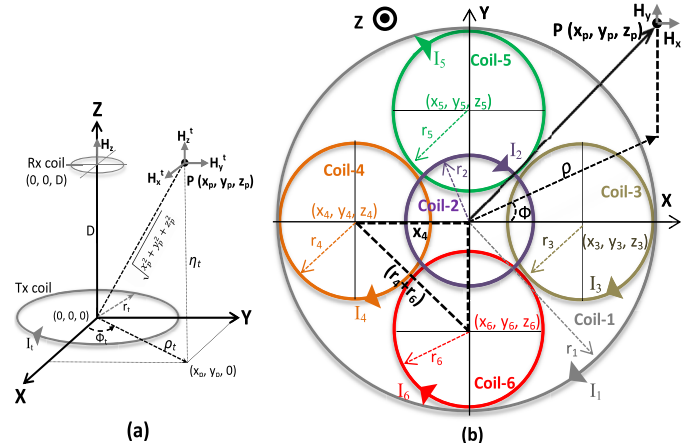 Z
H_z
Rx coil
(0, 0, D)
H_z^t
H_y^t
H_x^t
P (x_p, y_p, z_p)
D
√x_p^2 + y_p^2 + z_p^2
η_t
Tx coil
(0, 0, 0)
r_t
Y
I_t
Φ_t
ρ_t
X
(x_p, y_p, 0)
(a)
Z
Y
H_y
H_x
P (x_p, y_p, z_p)
I_5
Coil-5
(x_5, y_5, z_5)
r_5
Coil-4
I_2
r_2
Coil-2
ρ
Coil-3
Φ
X
(x_4, y_4, z_4)
x_4
r_4
r_3
(x_3, y_3, z_3)
(r_4+r_6)
I_4
I_3
(x_6, y_6, z_6)
Coil-1
r_6
r_1
Coil-6
I_6
I_1
(b)